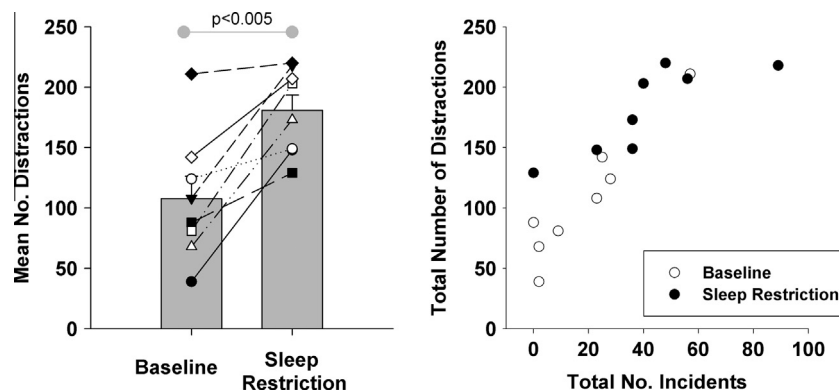 p<0.005
250
200
150
100
50
0
Mean No. Distractions
Baseline
Sleep
Restriction
250
200
150
100
50
0
Total Number of Distractions
Baseline
Sleep Restriction
0 20 40 60 80 100
Total No. Incidents